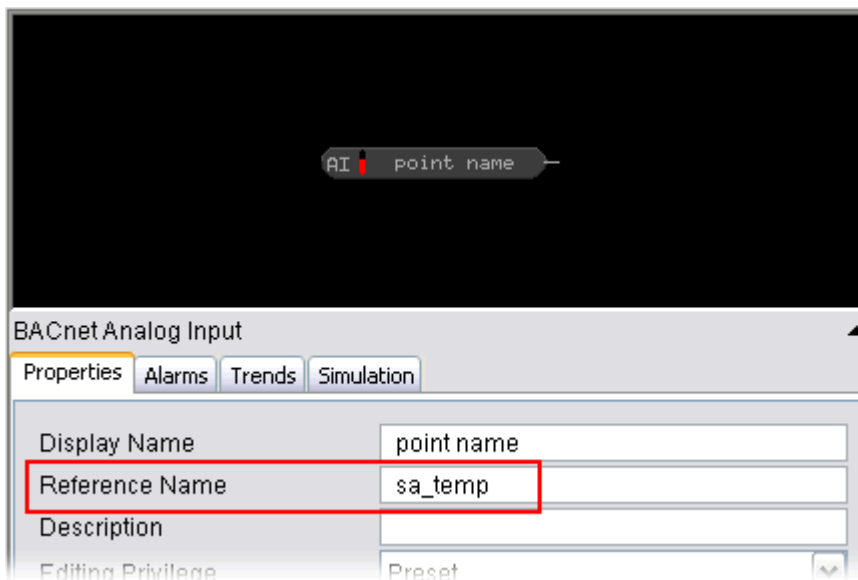 AI point name
BACnet Analog Input
Properties Alarms Trends Simulation
Display Name point name
Reference Name sa_temp
Description
Editing Privilege Preset